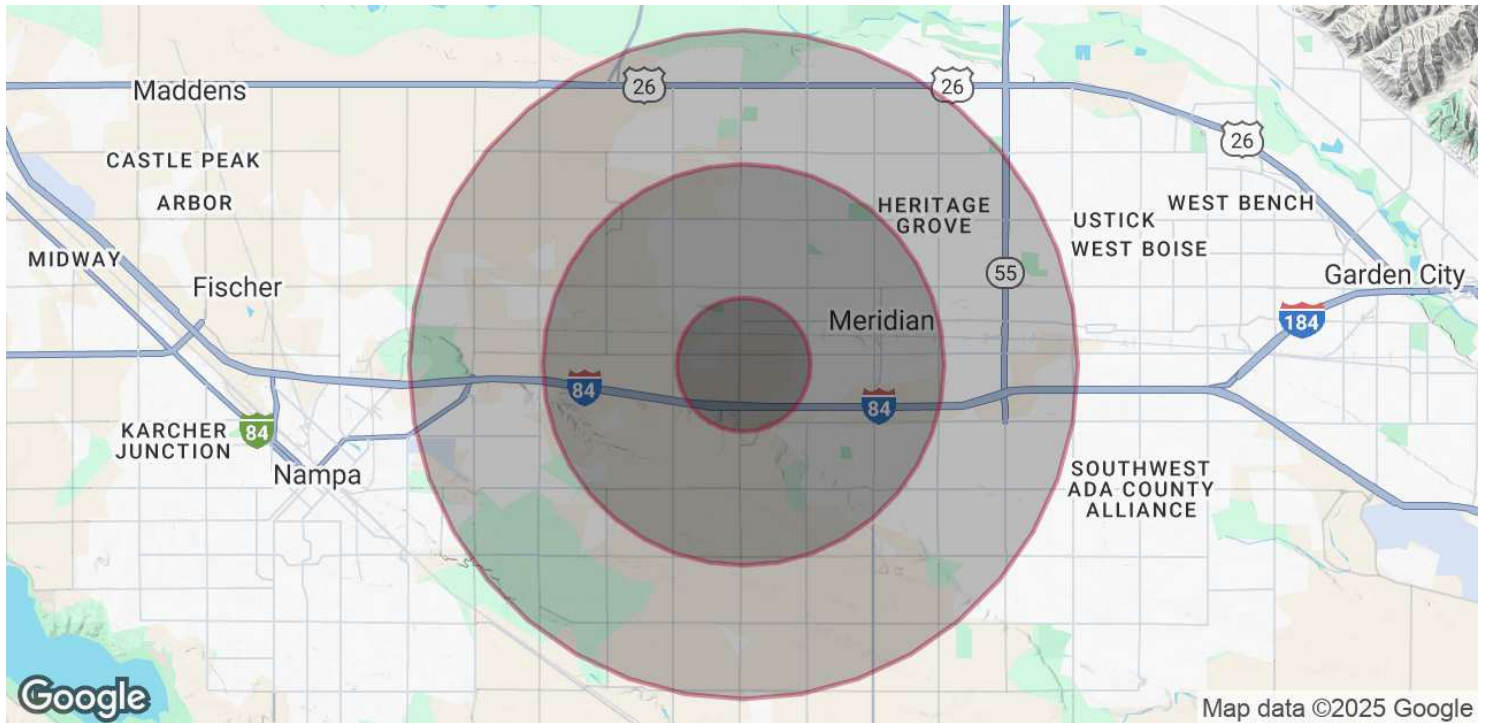 Maddens
26
26
26
CASTLE PEAK
ARBOR
HERITAGE
GROVE
WEST BENCH
USTICK
WEST BOISE
MIDWAY
Fischer
55
Garden City
Meridian
184
84
84
84
KARCHER
JUNCTION
Nampa
SOUTHWEST
ADA COUNTY
ALLIANCE
Google
Map data ©2025 Google